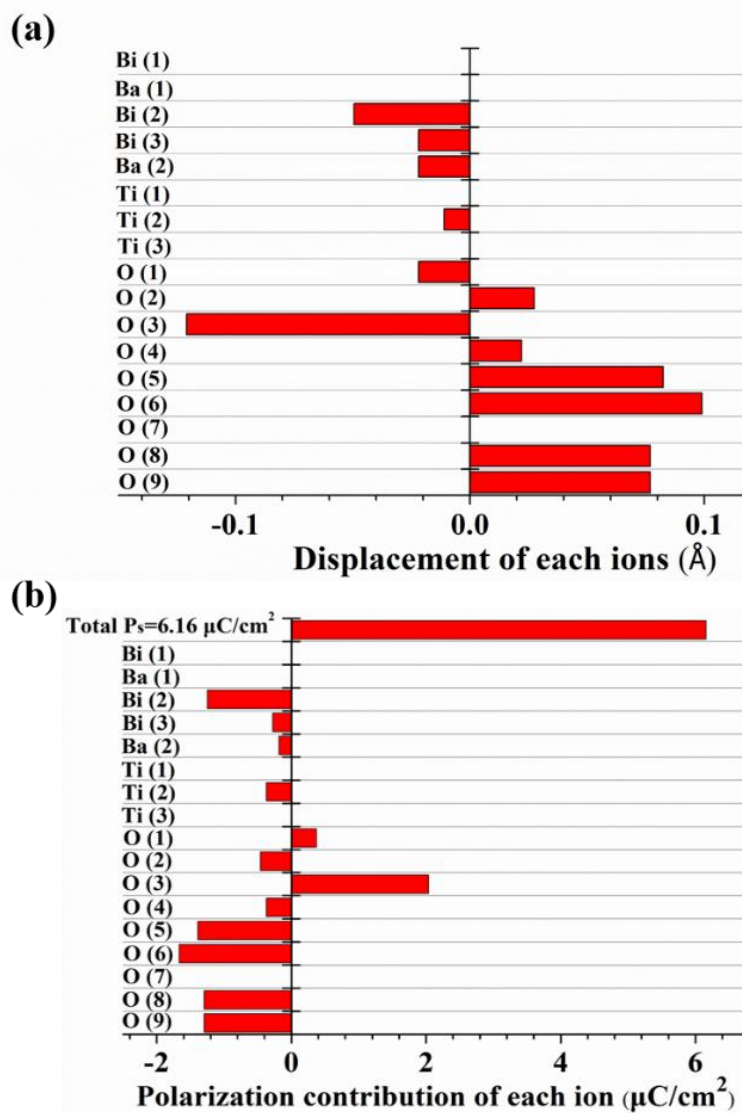 (a)
Bi (1)
Ba (1)
Bi (2)
Bi (3)
Ba (2)
Ti (1)
Ti (2)
Ti (3)
O (1)
O (2)
O (3)
O (4)
O (5)
O (6)
O (7)
O (8)
O (9)
-0.1 0.0 0.1
Displacement of each ions (Å)
(b)
Total Ps=6.16 μC/cm²
Bi (1)
Ba (1)
Bi (2)
Bi (3)
Ba (2)
Ti (1)
Ti (2)
Ti (3)
O (1)
O (2)
O (3)
O (4)
O (5)
O (6)
O (7)
O (8)
O (9)
-2 0 2 4 6
Polarization contribution of each ion (μC/cm²)